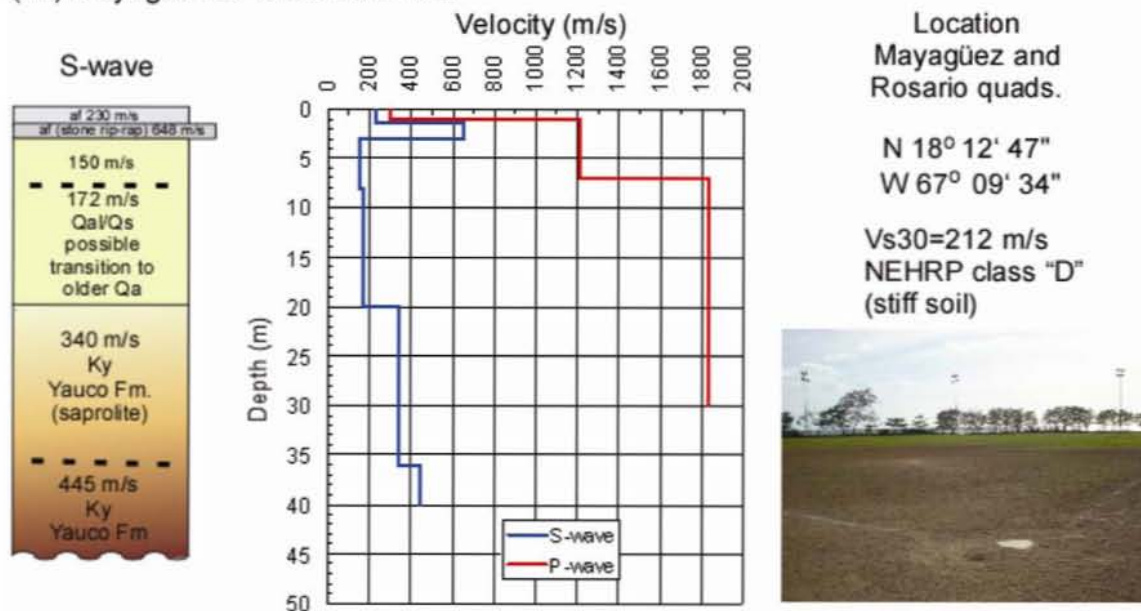 S-wave
af 230 m/s
af (stone rip-rap) 648 m/s
150 m/s
172 m/s
Qal/Qs
possible
transition to
older Qa
340 m/s
Ky
Yauco Fm.
(saprolite)
445 m/s
Ky
Yauco Fm
Velocity (m/s)
0 200 400 600 800 1000 1200 1400 1600 1800 2000
Depth (m)
0
5
10
15
20
25
30
35
40
45
50
S-wave
P-wave
Location
Mayagüez and
Rosario quads.
N 18⁰ 12' 47"
W 67⁰ 09' 34"
Vs30=212 m/s
NEHRP class “D”
(stiff soil)